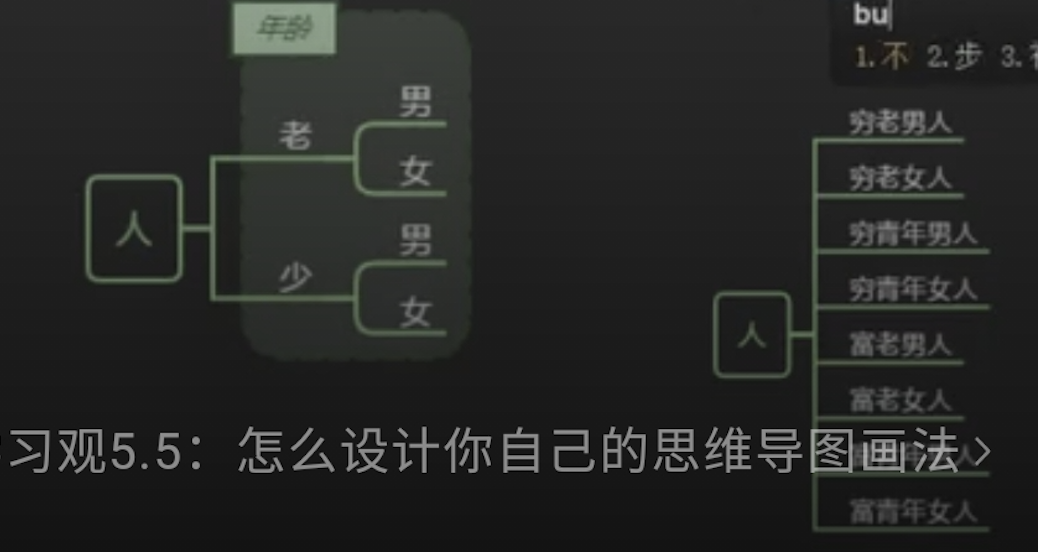 年龄
老
男
女
人
少
男
女
bu
1.不 2.步 3.
人
穷老男人
穷老女人
穷青年男人
穷青年女人
富老男人
富老女人
富青年女人
习观5.5：怎么设计你自己的思维导图画法>